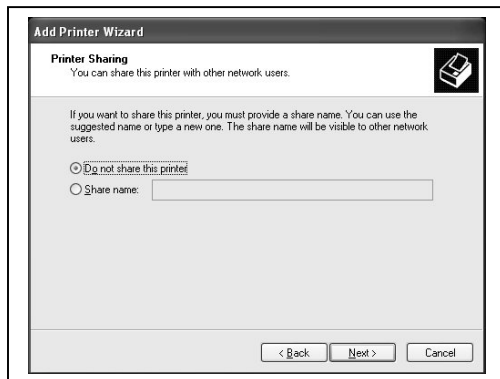 Add Printer Wizard
Printer Sharing
You can share this printer with other network users.
If you want to share this printer, you must provide a share name. You can use the
suggested name or type a new one. The share name will be visible to other network
users.
Do not share this printer
Share name:
< Back Next > Cancel